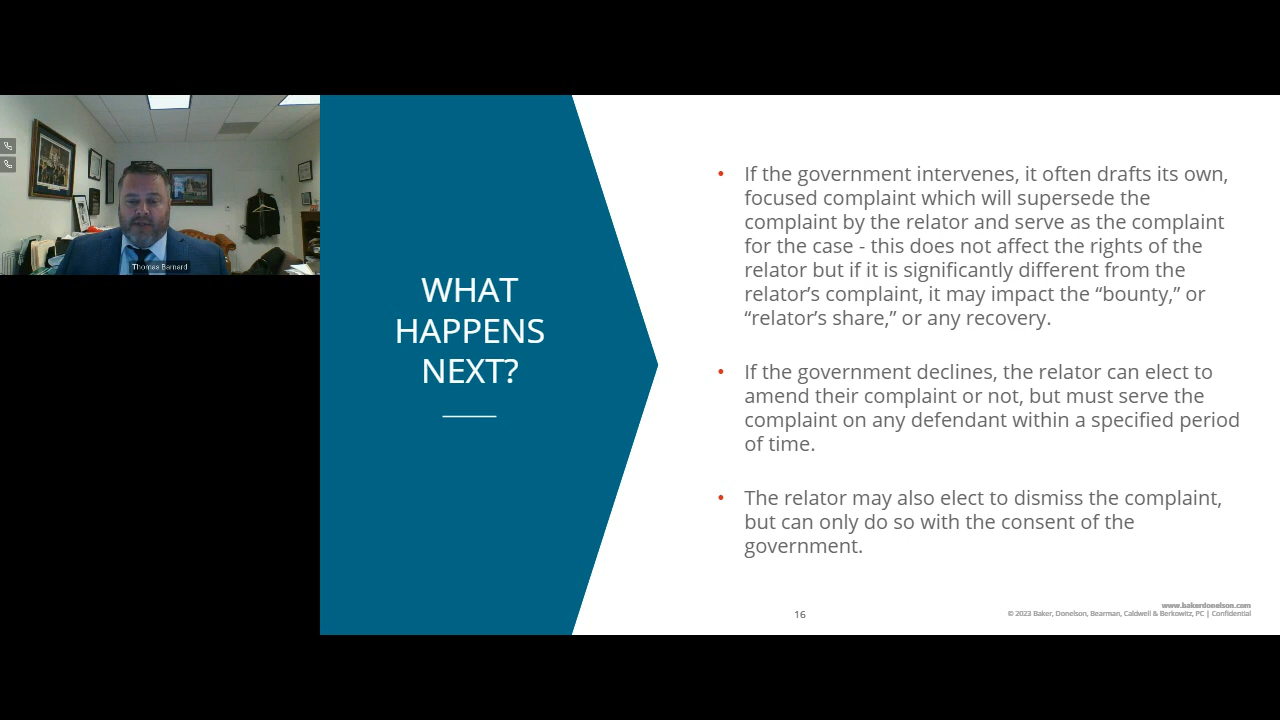 Thomas Barnard
WHAT
HAPPENS
NEXT?
• If the government intervenes, it often drafts its own,
focused complaint which will supersede the
complaint by the relator and serve as the complaint
for the case - this does not affect the rights of the
relator but if it is significantly different from the
relator’s complaint, it may impact the “bounty,” or
“relator’s share,” or any recovery.
• If the government declines, the relator can elect to
amend their complaint or not, but must serve the
complaint on any defendant within a specified period
of time.
• The relator may also elect to dismiss the complaint,
but can only do so with the consent of the
government.
16
www.bakerdonelson.com
© 2023 Baker, Donelson, Bearman, Caldwell & Berkowitz, PC | Confidential